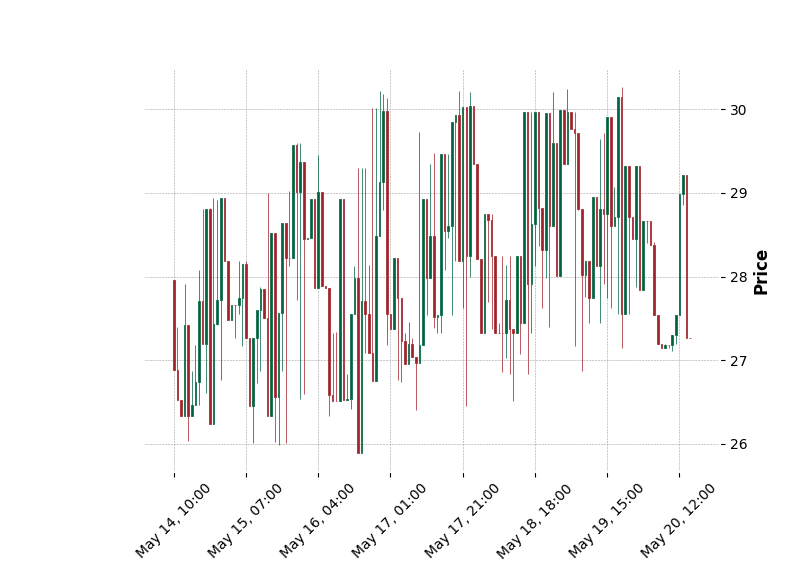 30
29
28
27
26
Price
May 14, 10:00
May 15, 07:00
May 16, 04:00
May 17, 01:00
May 17, 21:00
May 18, 18:00
May 19, 15:00
May 20, 12:00